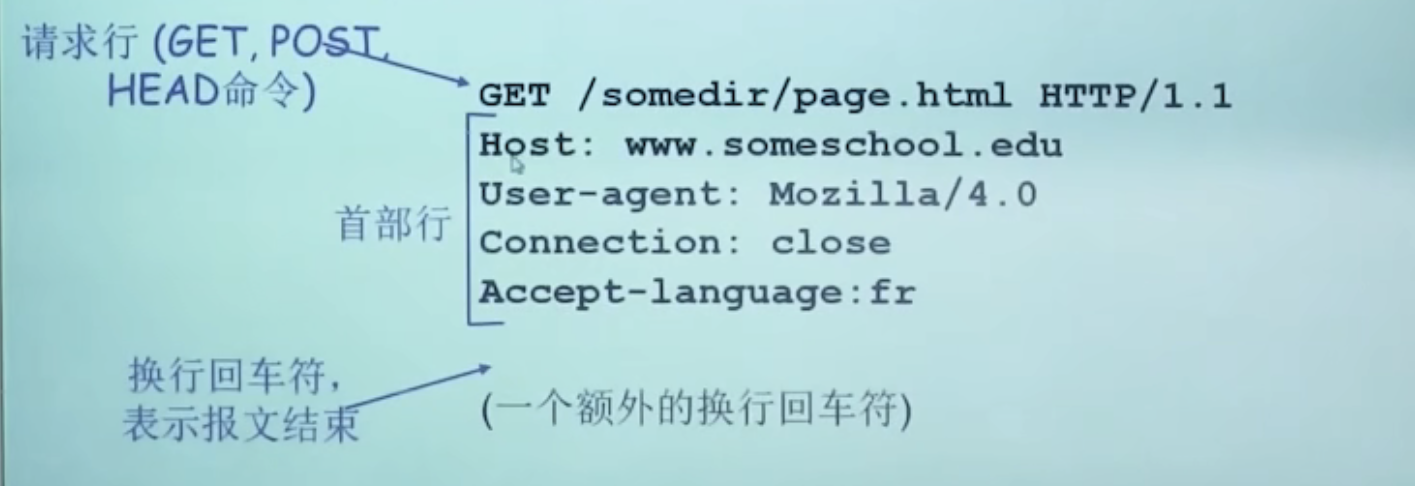 请求行 (GET, POST,
HEAD命令)
GET /somedir/page.html HTTP/1.1
Host: www.someschool.edu
User-agent: Mozilla/4.0
Connection: close
Accept-language:fr
首部行
换行回车符，
表示报文结束
(一个额外的换行回车符)